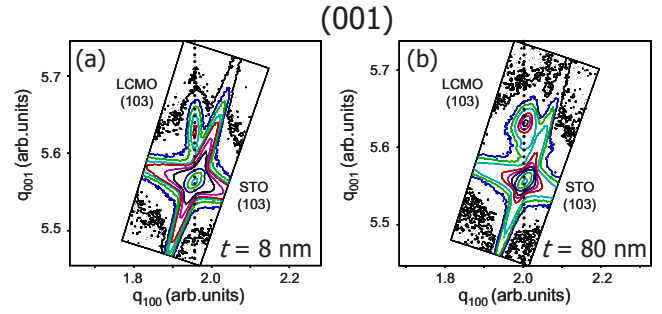 (001)
(a)
LCMO
(103)
STO
(103)
t = 8 nm
5.7
5.6
5.5
q001 (arb.units)
1.8
2.0
2.2
q100 (arb.units)
(b)
LCMO
(103)
STO
(103)
t = 80 nm
5.7
5.6
5.5
q001 (arb.units)
1.8
2.0
2.2
q100 (arb.units)